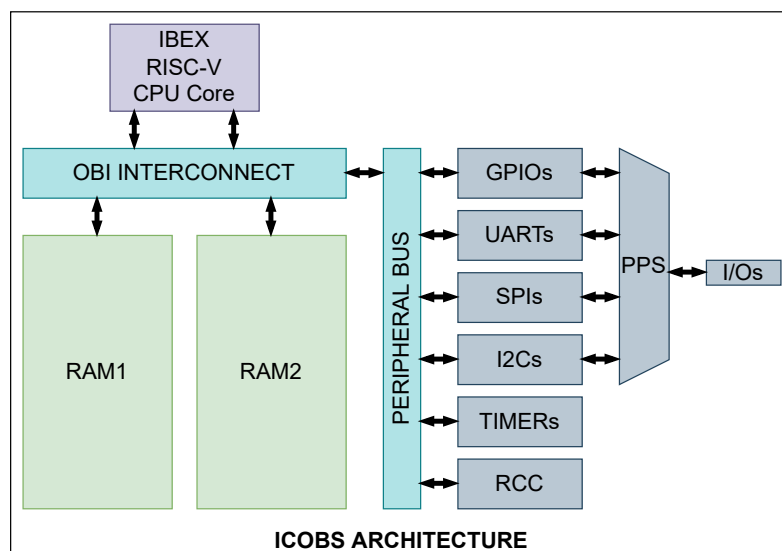 IBEX
RISC-V
CPU Core
OBI INTERCONNECT
RAM1
RAM2
PERIPHERAL BUS
GPIOs
UARTs
SPIs
I2Cs
TIMERs
RCC
PPS
I/Os
ICOBS ARCHITECTURE